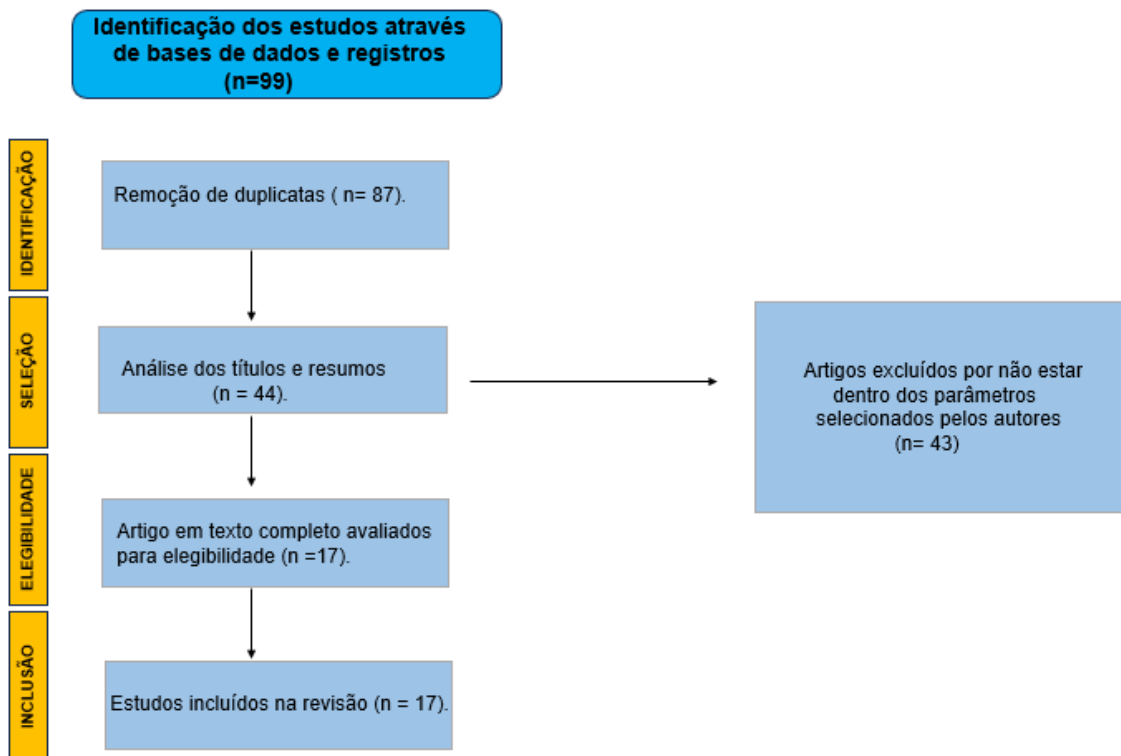 Identificação dos estudos através
de bases de dados e registros
(n=99)
IDENTIFICAÇÃO
Remoção de duplicatas ( n= 87).
SELEÇÃO
Análise dos títulos e resumos
(n = 44).
Artigos excluídos por não estar
dentro dos parâmetros
selecionados pelos autores
(n= 43)
ELEGIBILIDADE
Artigo em texto completo avaliados
para elegibilidade (n =17).
INCLUSÃO
Estudos incluídos na revisão (n = 17).